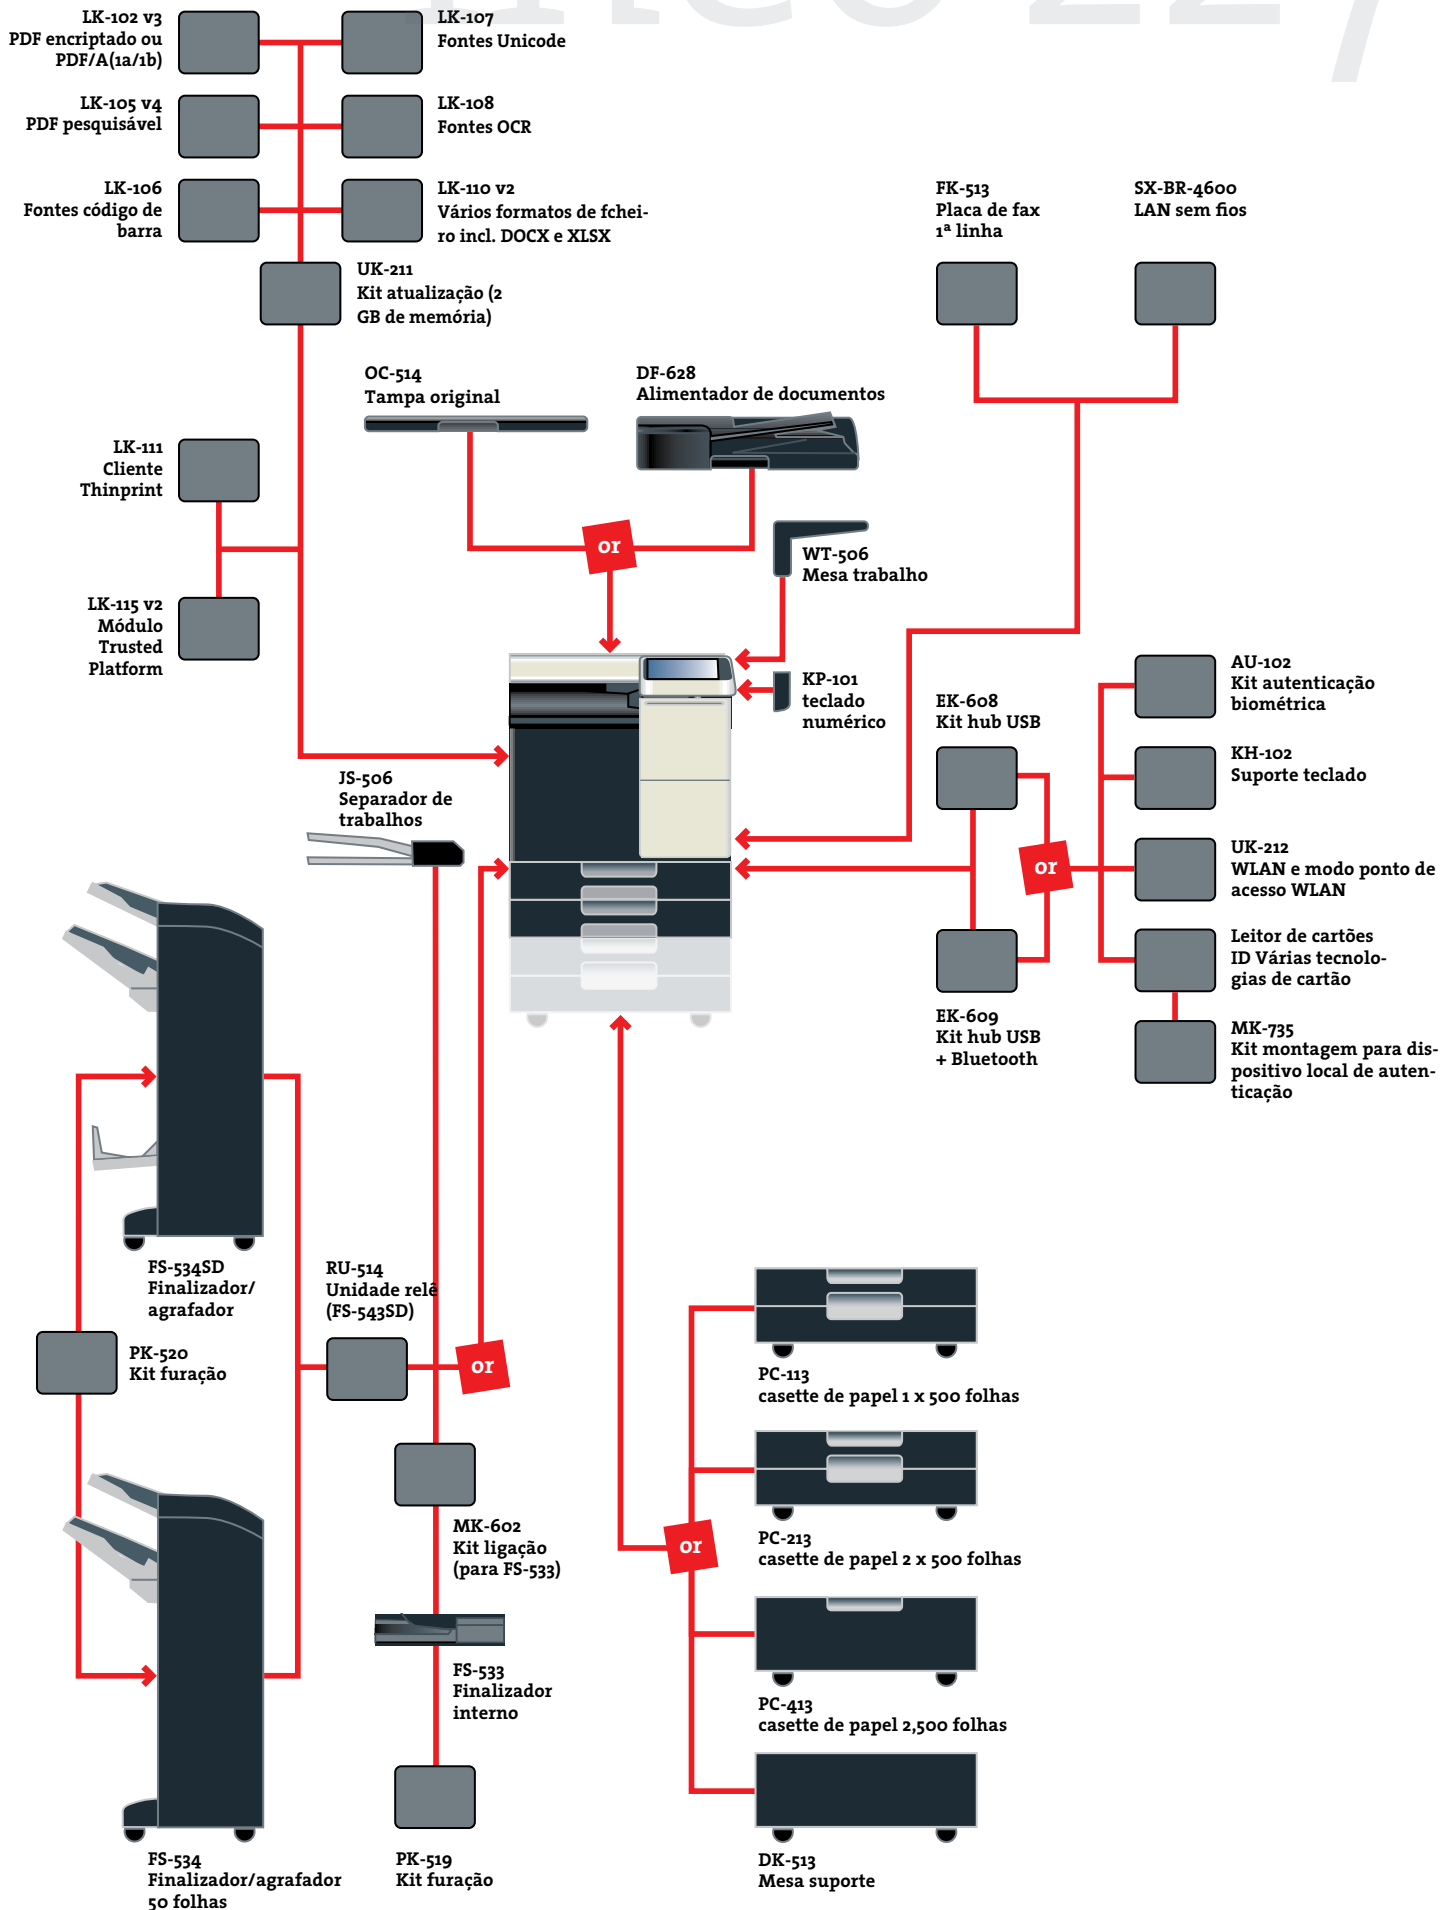 ineo 227
LK-102 v3
PDF encriptado ou
PDF/A(1a/1b)
LK-107
Fontes Unicode
LK-105 v4
PDF pesquisável
LK-108
Fontes OCR
LK-106
Fontes código de
barra
LK-110 v2
Vários formatos de fchei-
ro incl. DOCX e XLSX
FK-513
Placa de fax
1ª linha
SX-BR-4600
LAN sem fios
UK-211
Kit atualização (2
GB de memória)
OC-514
Tampa original
DF-628
Alimentador de documentos
LK-111
Cliente
Thinprint
or
WT-506
Mesa trabalho
LK-115 v2
Módulo
Trusted
Platform
KP-101
teclado
numérico
AU-102
Kit autenticação
biométrica
EK-608
Kit hub USB
KH-102
Suporte teclado
JS-506
Separador de
trabalhos
or
UK-212
WLAN e modo ponto de
acesso WLAN
Leitor de cartões
ID Várias tecnolo-
gias de cartão
EK-609
Kit hub USB
+ Bluetooth
MK-735
Kit montagem para dis-
positivo local de auten-
ticação
FS-534SD
Finalizador/
agrafador
RU-514
Unidade relê
(FS-543SD)
PK-520
Kit furação
or
PC-113
casette de papel 1 x 500 folhas
MK-602
Kit ligação
(para FS-533)
or
PC-213
casette de papel 2 x 500 folhas
FS-533
Finalizador
interno
PC-413
casette de papel 2,500 folhas
FS-534
Finalizador/agrafador
50 folhas
PK-519
Kit furação
DK-513
Mesa suporte